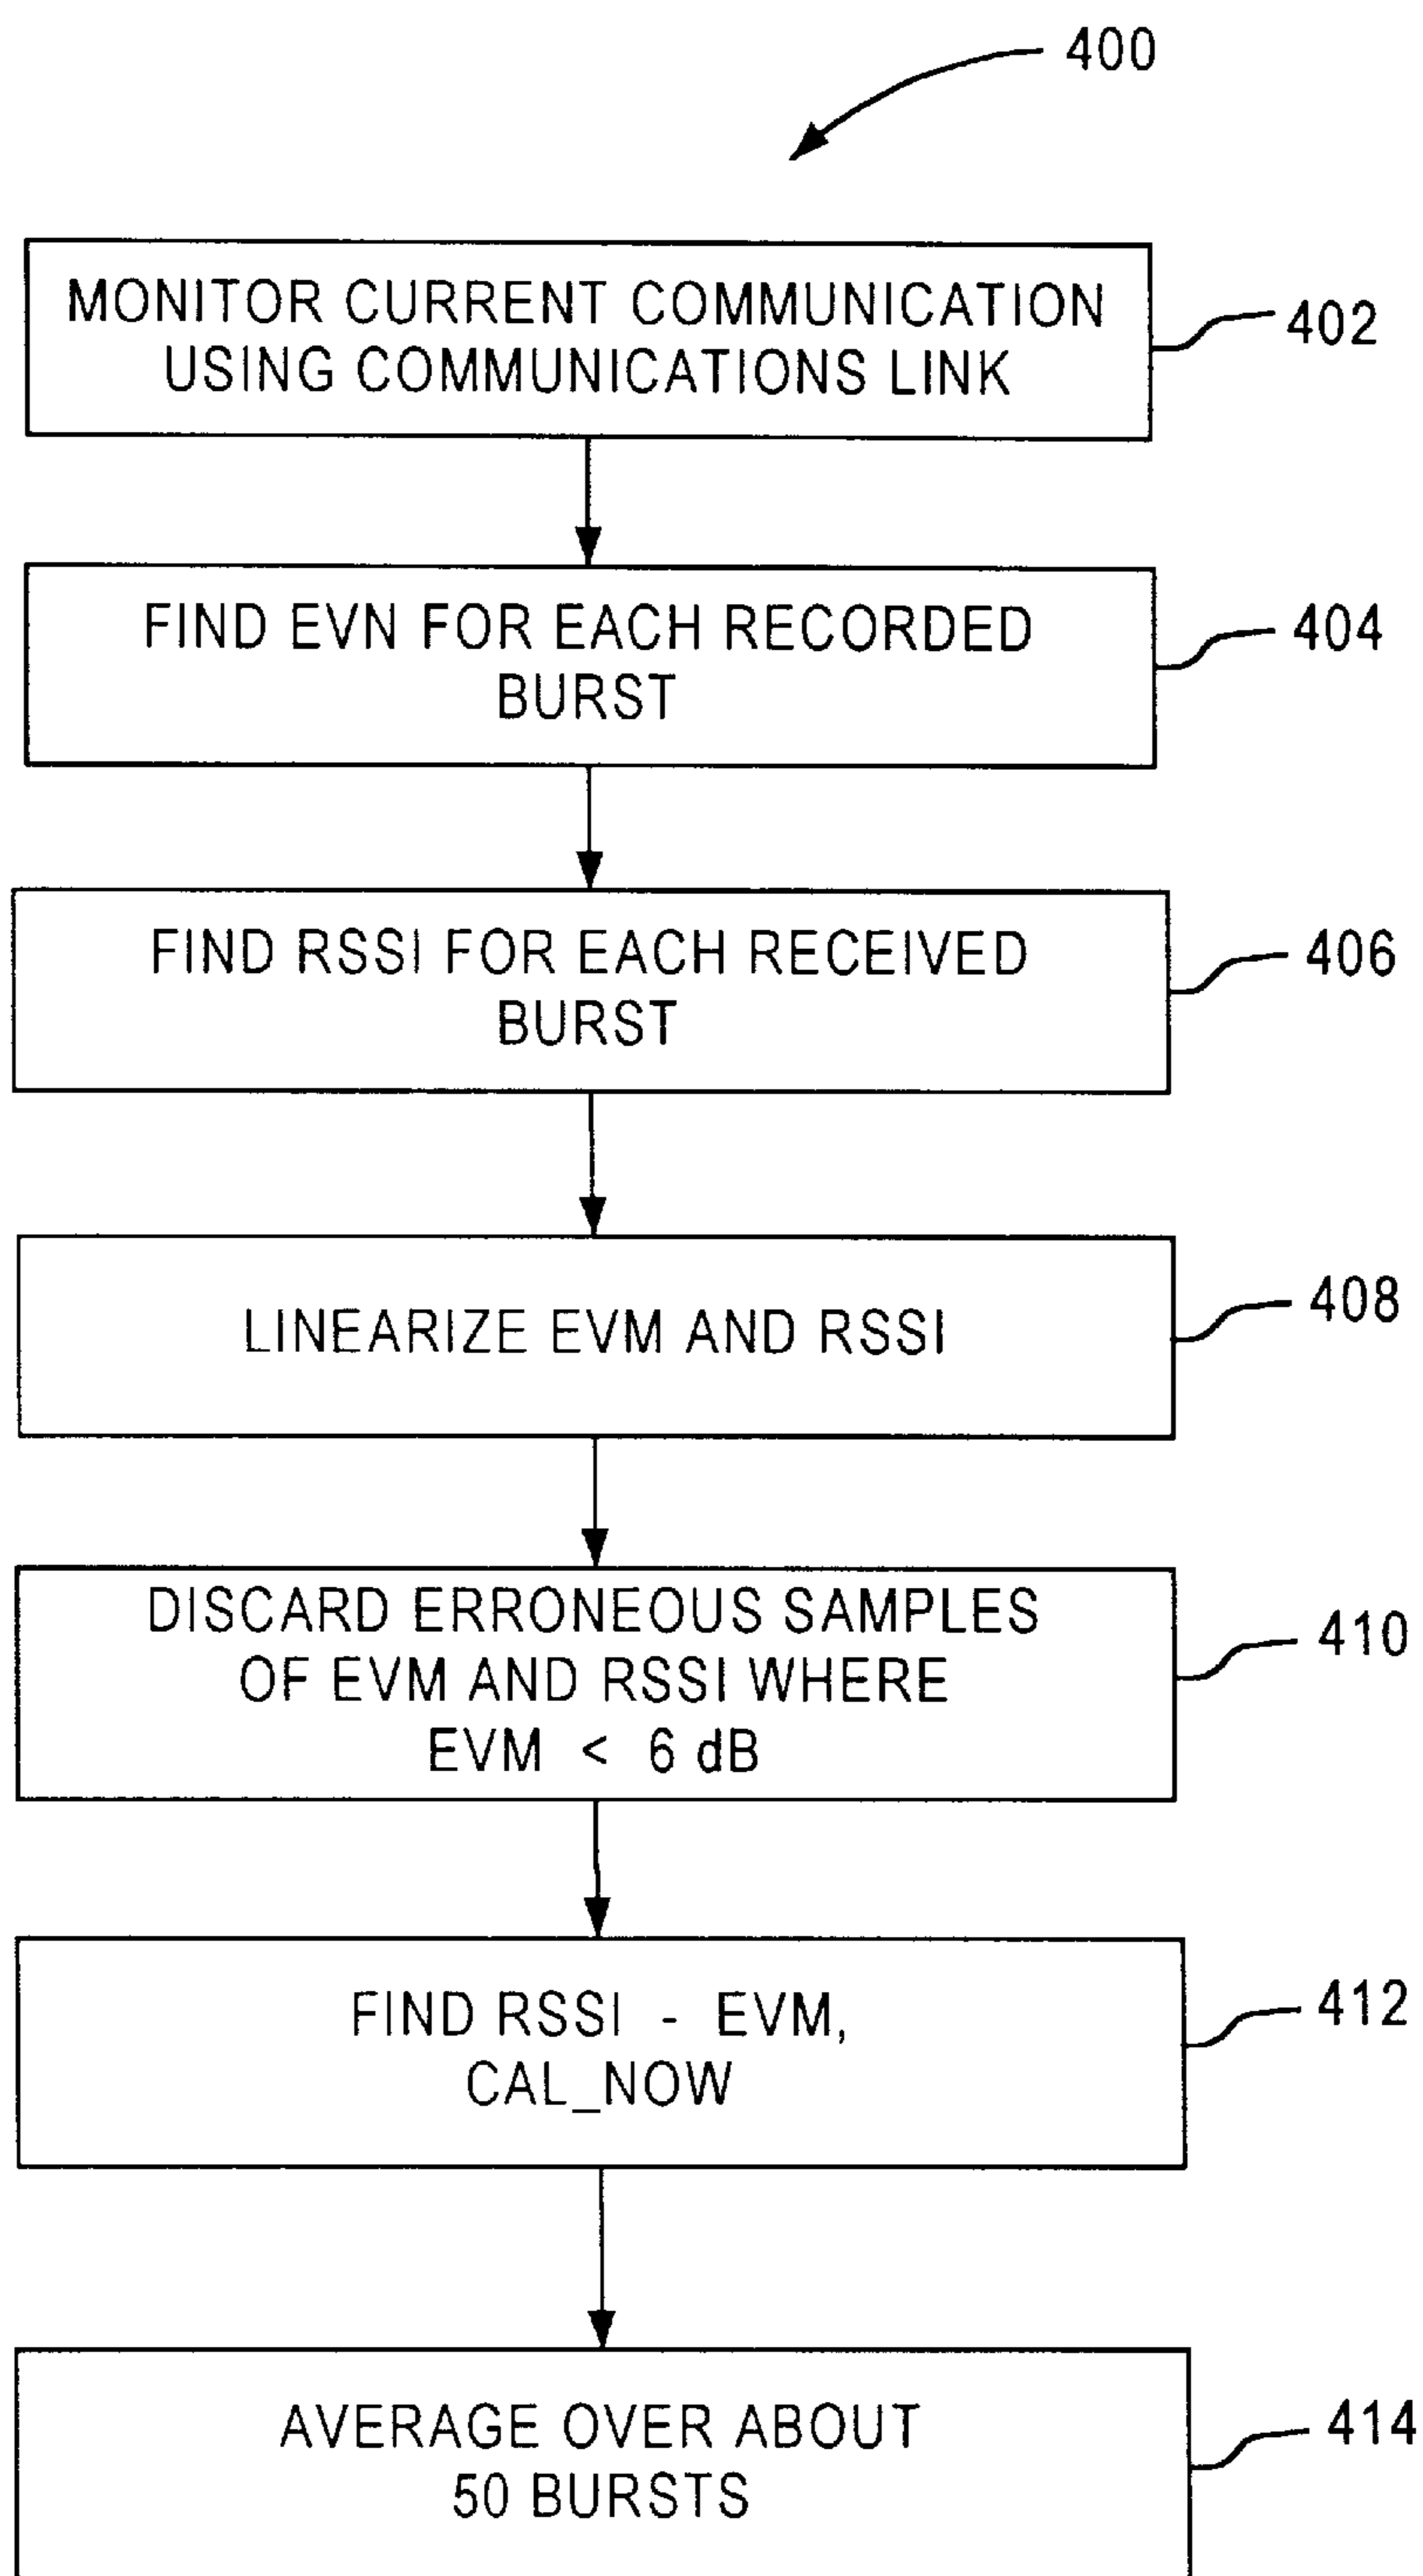 400
MONITOR CURRENT COMMUNICATION
USING COMMUNICATIONS LINK
402
FIND EVN FOR EACH RECORDED
BURST
404
FIND RSSI FOR EACH RECEIVED
BURST
406
LINEARIZE EVM AND RSSI
408
DISCARD ERRONEOUS SAMPLES
OF EVM AND RSSI WHERE
EVM < 6 dB
410
FIND RSSI - EVM,
CAL_NOW
412
AVERAGE OVER ABOUT
50 BURSTS
414